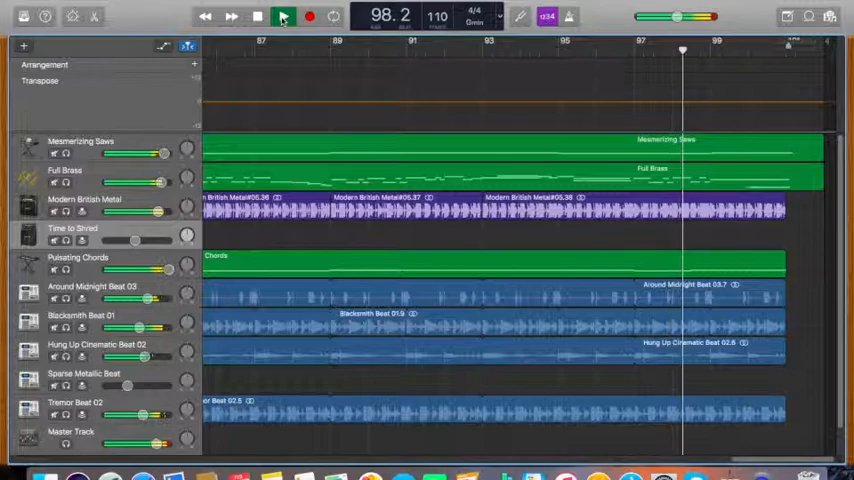 98. 2 110 4/4
Gmin
1234
87 89 91 93 95 97 99 101
Arrangement
Transpose
Mesmerizing Saws
Mesmerizing Saws
Full Brass
Full Brass
Modern British Metal
British Metal#05.36 Modern British Metal#05.37 Modern British Metal#05.38
Time to Shred
Pulsating Chords
Chords
Around Midnight Beat 03
Around Midnight Beat 03.7
Blacksmith Beat 01
Blacksmith Beat 01.9
Hung Up Cinematic Beat 02
Hung Up Cinematic Beat 02.6
Sparse Metallic Beat
Tremor Beat 02
or Beat 02.5
Master Track